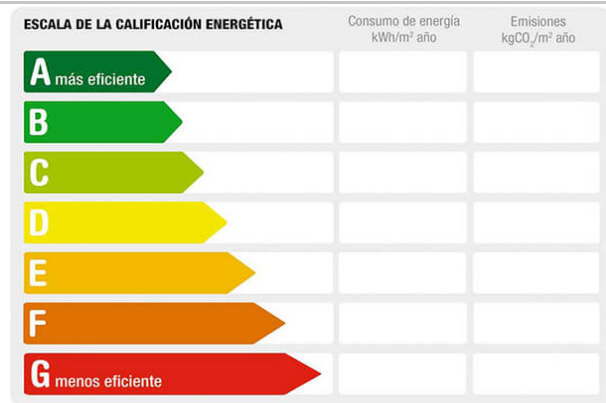 ESCALA DE LA CALIFICACIÓN ENERGÉTICA
Consumo de energía
kWh/m² año
Emisiones
kgCO₂/m² año
A más eficiente
B
C
D
E
F
G menos eficiente